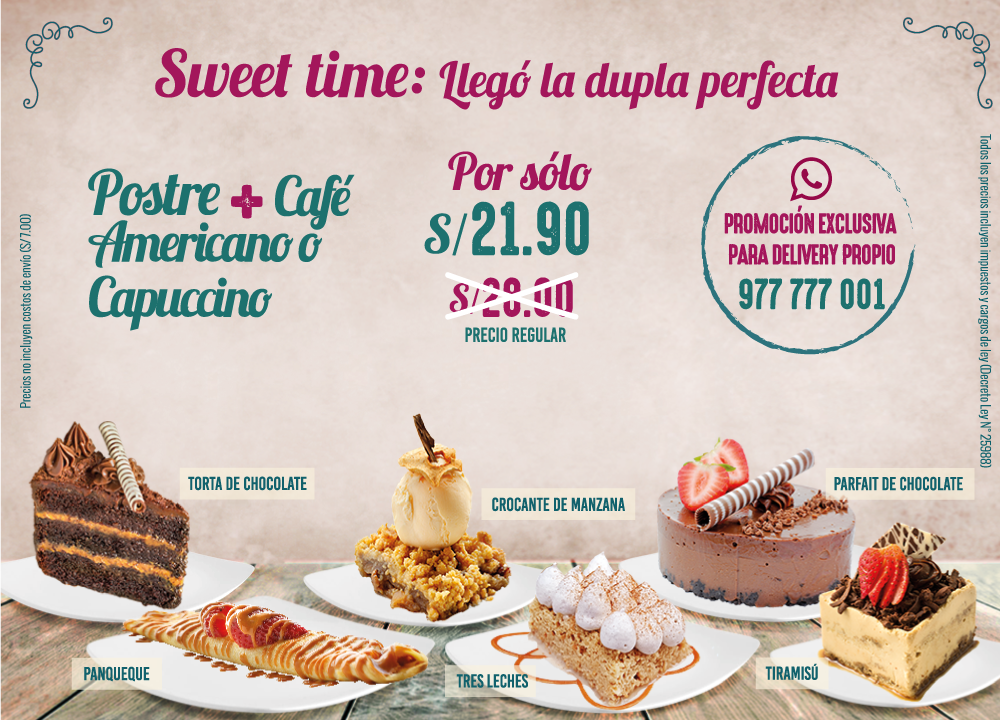 Sweet time: Llegó la dupla perfecta
Postre + Café
Americano o
Capuccino
Por sólo
S/21.90
S/28.00
PRECIO REGULAR
PROMOCIÓN EXCLUSIVA
PARA DELIVERY PROPIO
977 777 001
Precios no incluyen costos de envío (S/7.00)
Todos los precios incluyen impuestos y cargos de ley (Decreto Ley N° 25988)
TORTA DE CHOCOLATE
CROCANTE DE MANZANA
PARFAIT DE CHOCOLATE
PANQUEQUE
TRES LECHES
TIRAMISÚ